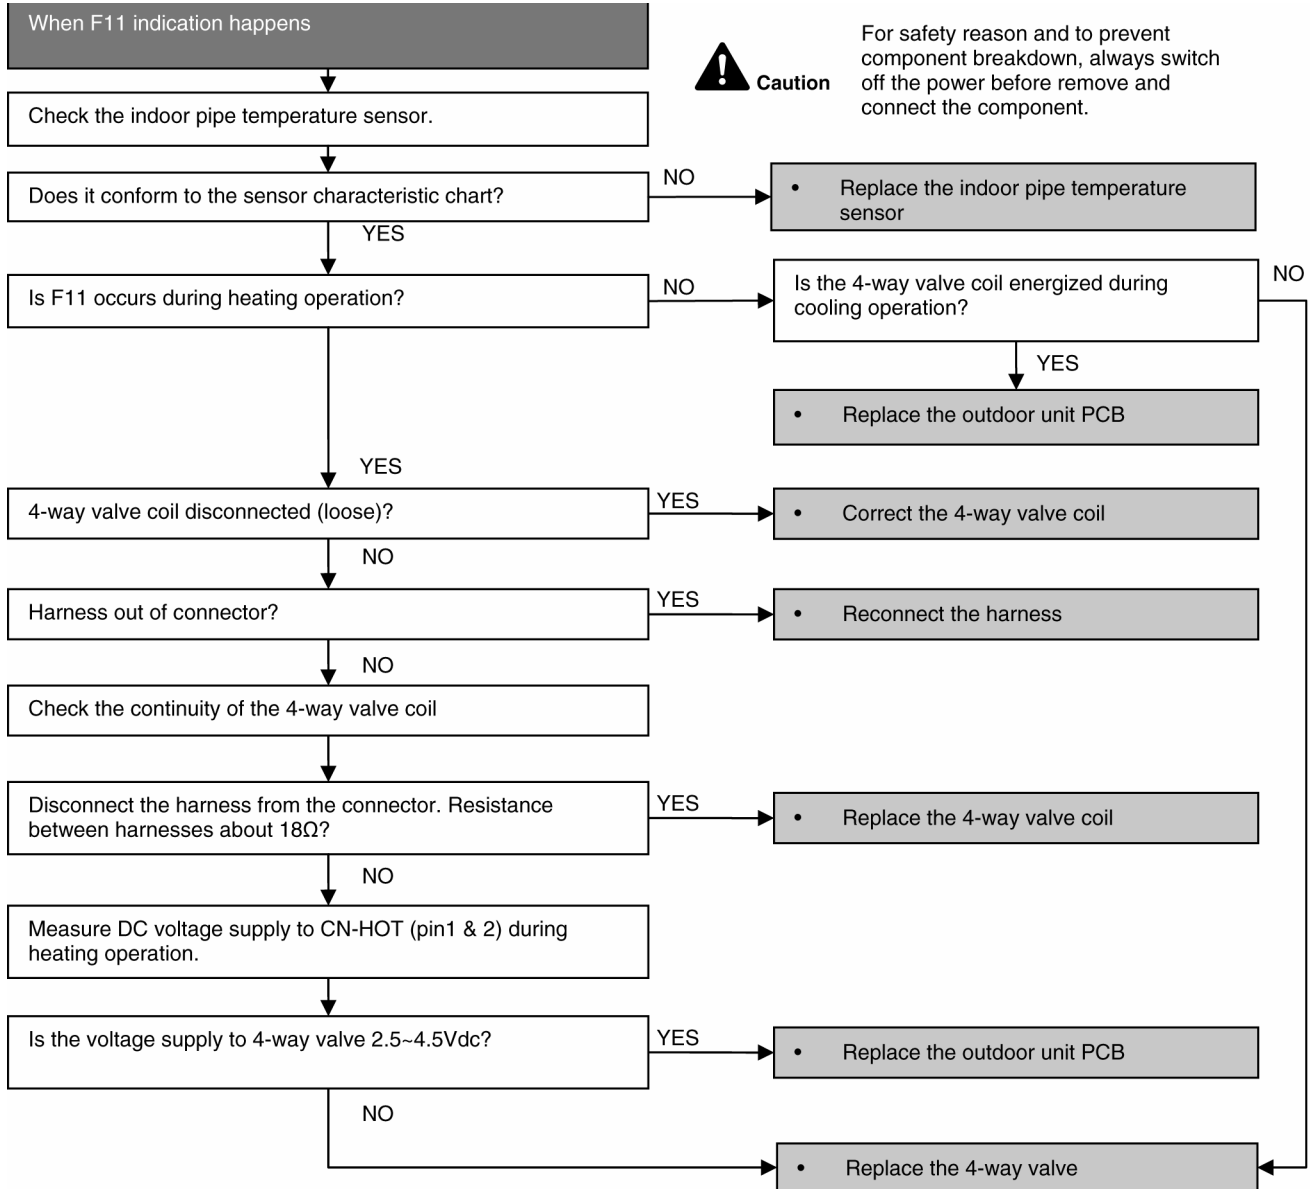 When F11 indication happens
For safety reason and to prevent
component breakdown, always switch
off the power before remove and
connect the component.
Caution
Check the indoor pipe temperature sensor.
Does it conform to the sensor characteristic chart?
NO
• Replace the indoor pipe temperature
sensor
YES
Is F11 occurs during heating operation?
NO
Is the 4-way valve coil energized during
cooling operation?
NO
YES
• Replace the outdoor unit PCB
YES
4-way valve coil disconnected (loose)?
YES
• Correct the 4-way valve coil
NO
Harness out of connector?
YES
• Reconnect the harness
NO
Check the continuity of the 4-way valve coil
Disconnect the harness from the connector. Resistance
between harnesses about 18Ω?
YES
• Replace the 4-way valve coil
NO
Measure DC voltage supply to CN-HOT (pin1 & 2) during
heating operation.
Is the voltage supply to 4-way valve 2.5~4.5Vdc?
YES
• Replace the outdoor unit PCB
NO
• Replace the 4-way valve